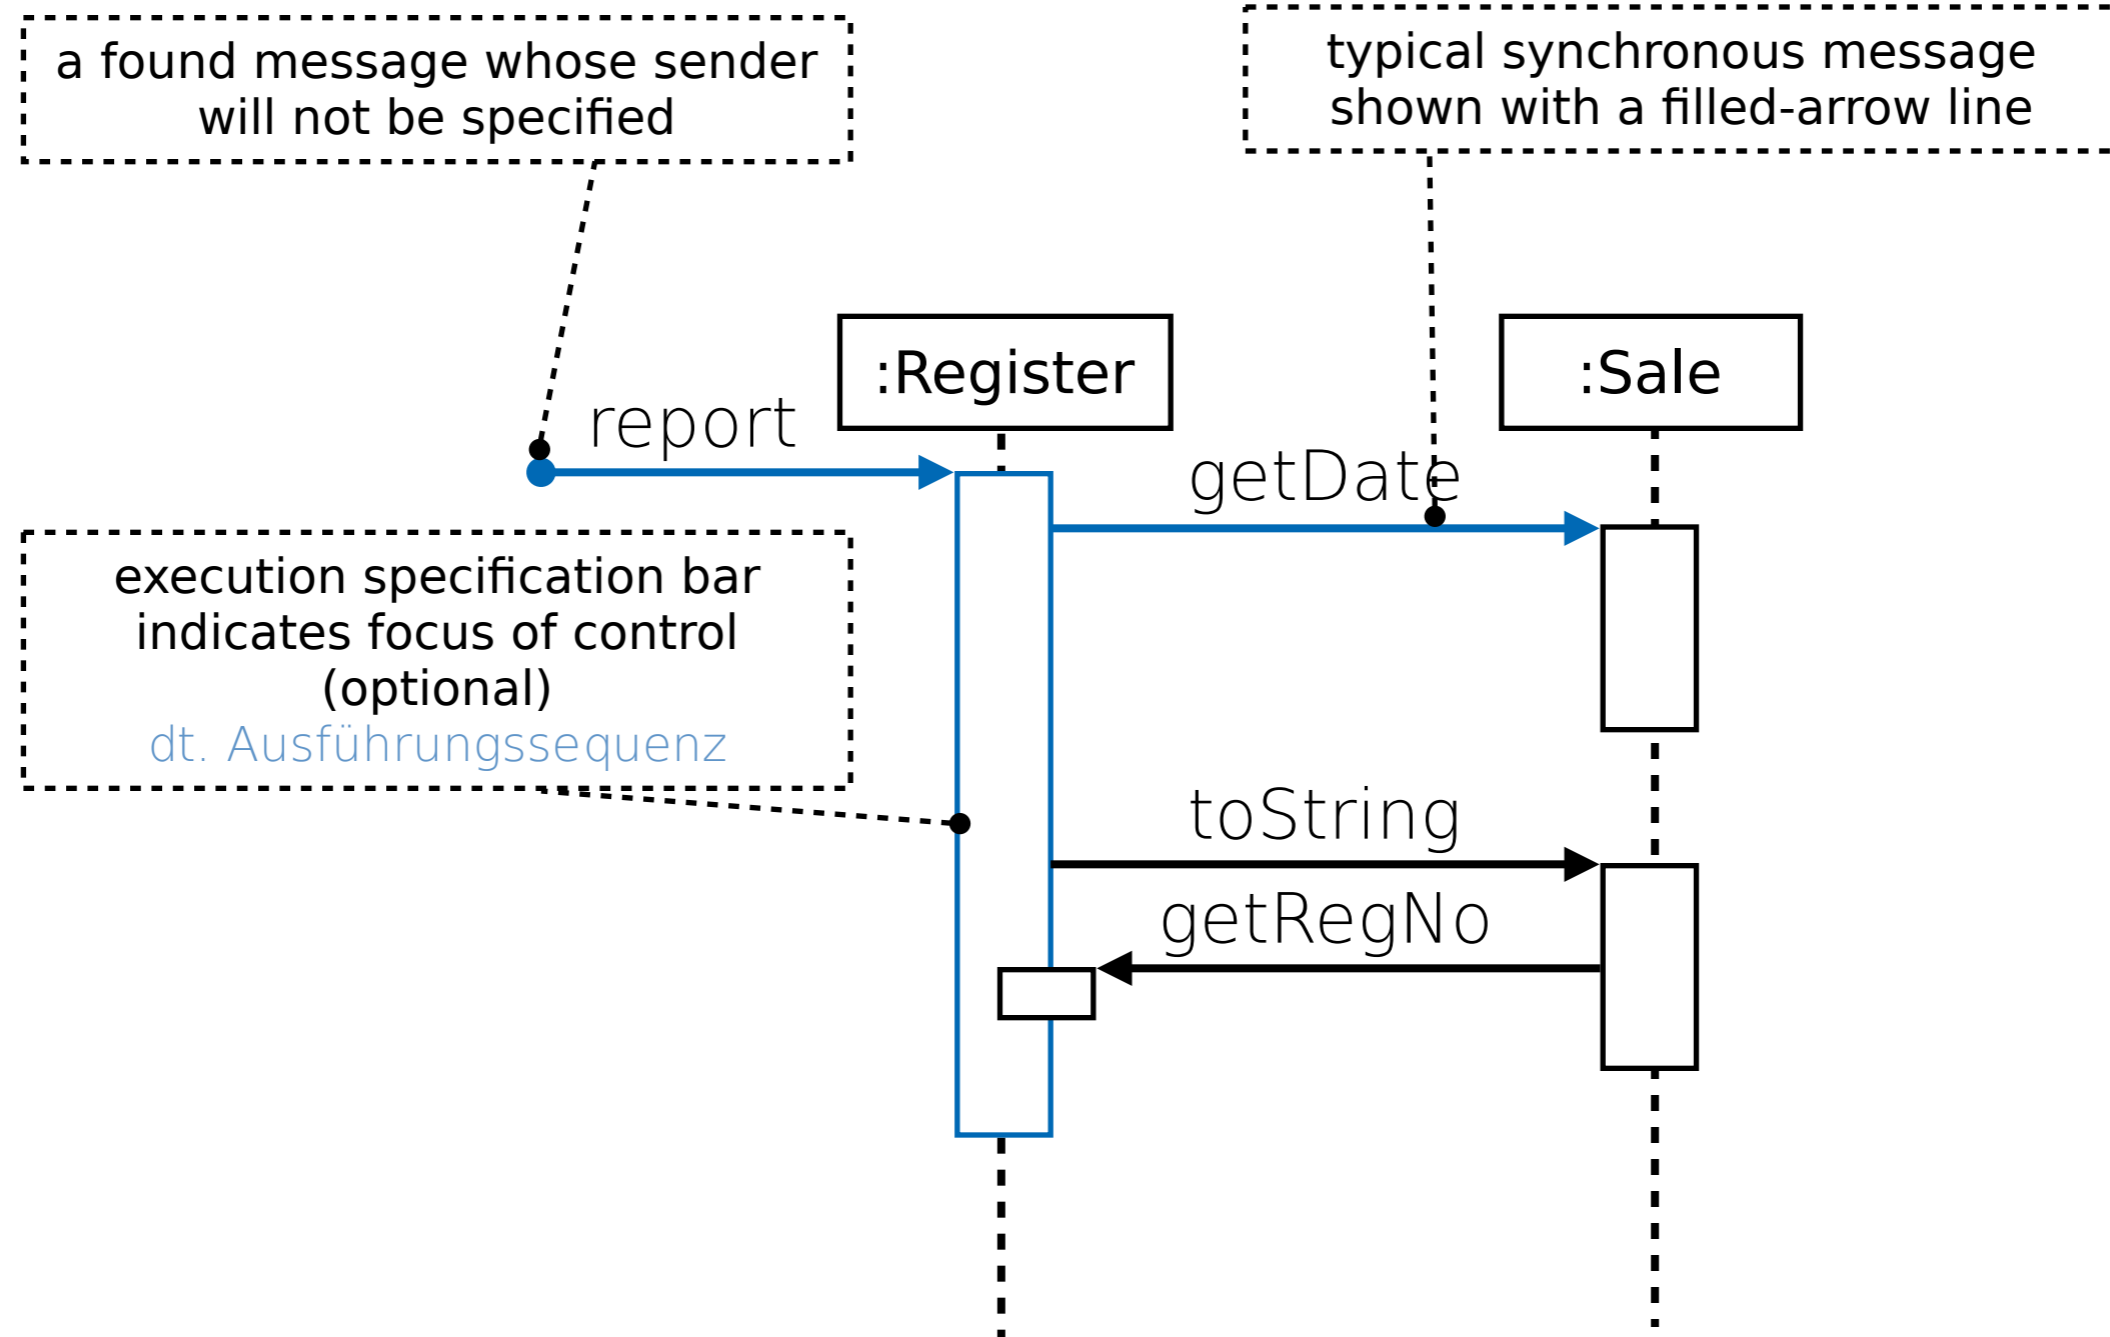 a found message whose sender
will not be specified
typical synchronous message
shown with a filled-arrow line
:Register
:Sale
report
getDate
execution specification bar
indicates focus of control
(optional)
dt. Ausführungssequenz
toString
getRegNo